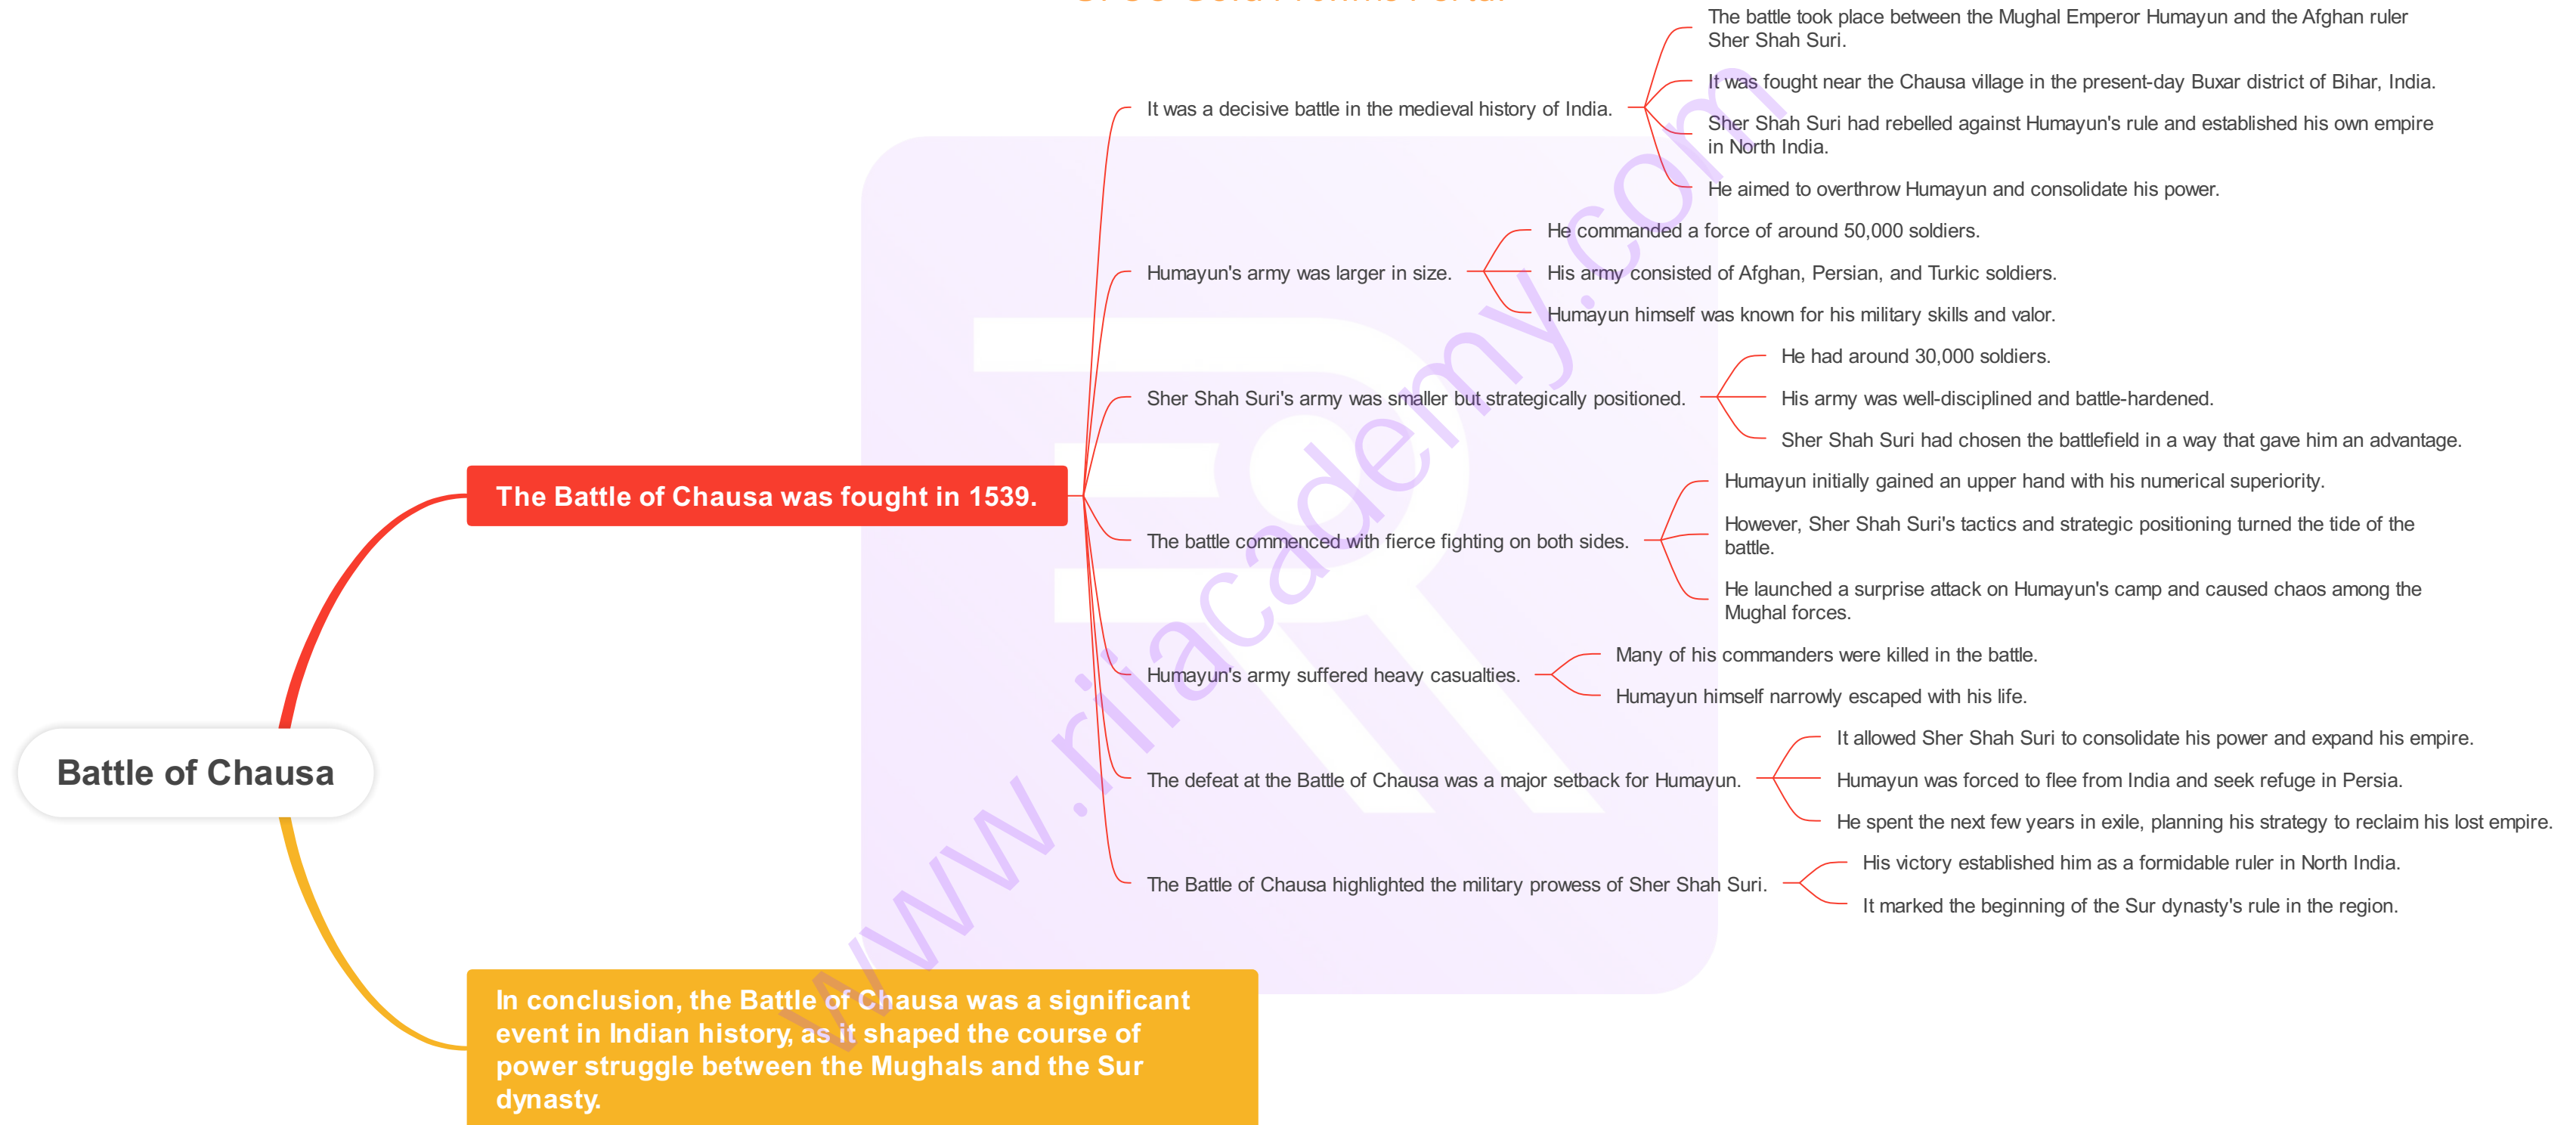 The battle took place between the Mughal Emperor Humayun and the Afghan ruler
Sher Shah Suri.
It was fought near the Chausa village in the present-day Buxar district of Bihar, India.
It was a decisive battle in the medieval history of India.
Sher Shah Suri had rebelled against Humayun's rule and established his own empire
in North India.
He aimed to overthrow Humayun and consolidate his power.
He commanded a force of around 50,000 soldiers.
Humayun's army was larger in size.
His army consisted of Afghan, Persian, and Turkic soldiers.
Humayun himself was known for his military skills and valor.
He had around 30,000 soldiers.
Sher Shah Suri's army was smaller but strategically positioned.
His army was well-disciplined and battle-hardened.
Sher Shah Suri had chosen the battlefield in a way that gave him an advantage.
The Battle of Chausa was fought in 1539.
Humayun initially gained an upper hand with his numerical superiority.
The battle commenced with fierce fighting on both sides.
However, Sher Shah Suri's tactics and strategic positioning turned the tide of the
battle.
He launched a surprise attack on Humayun's camp and caused chaos among the
Mughal forces.
Humayun's army suffered heavy casualties.
Many of his commanders were killed in the battle.
Humayun himself narrowly escaped with his life.
Battle of Chausa
The defeat at the Battle of Chausa was a major setback for Humayun.
It allowed Sher Shah Suri to consolidate his power and expand his empire.
Humayun was forced to flee from India and seek refuge in Persia.
He spent the next few years in exile, planning his strategy to reclaim his lost empire.
The Battle of Chausa highlighted the military prowess of Sher Shah Suri.
His victory established him as a formidable ruler in North India.
It marked the beginning of the Sur dynasty's rule in the region.
In conclusion, the Battle of Chausa was a significant
event in Indian history, as it shaped the course of
power struggle between the Mughals and the Sur
dynasty.